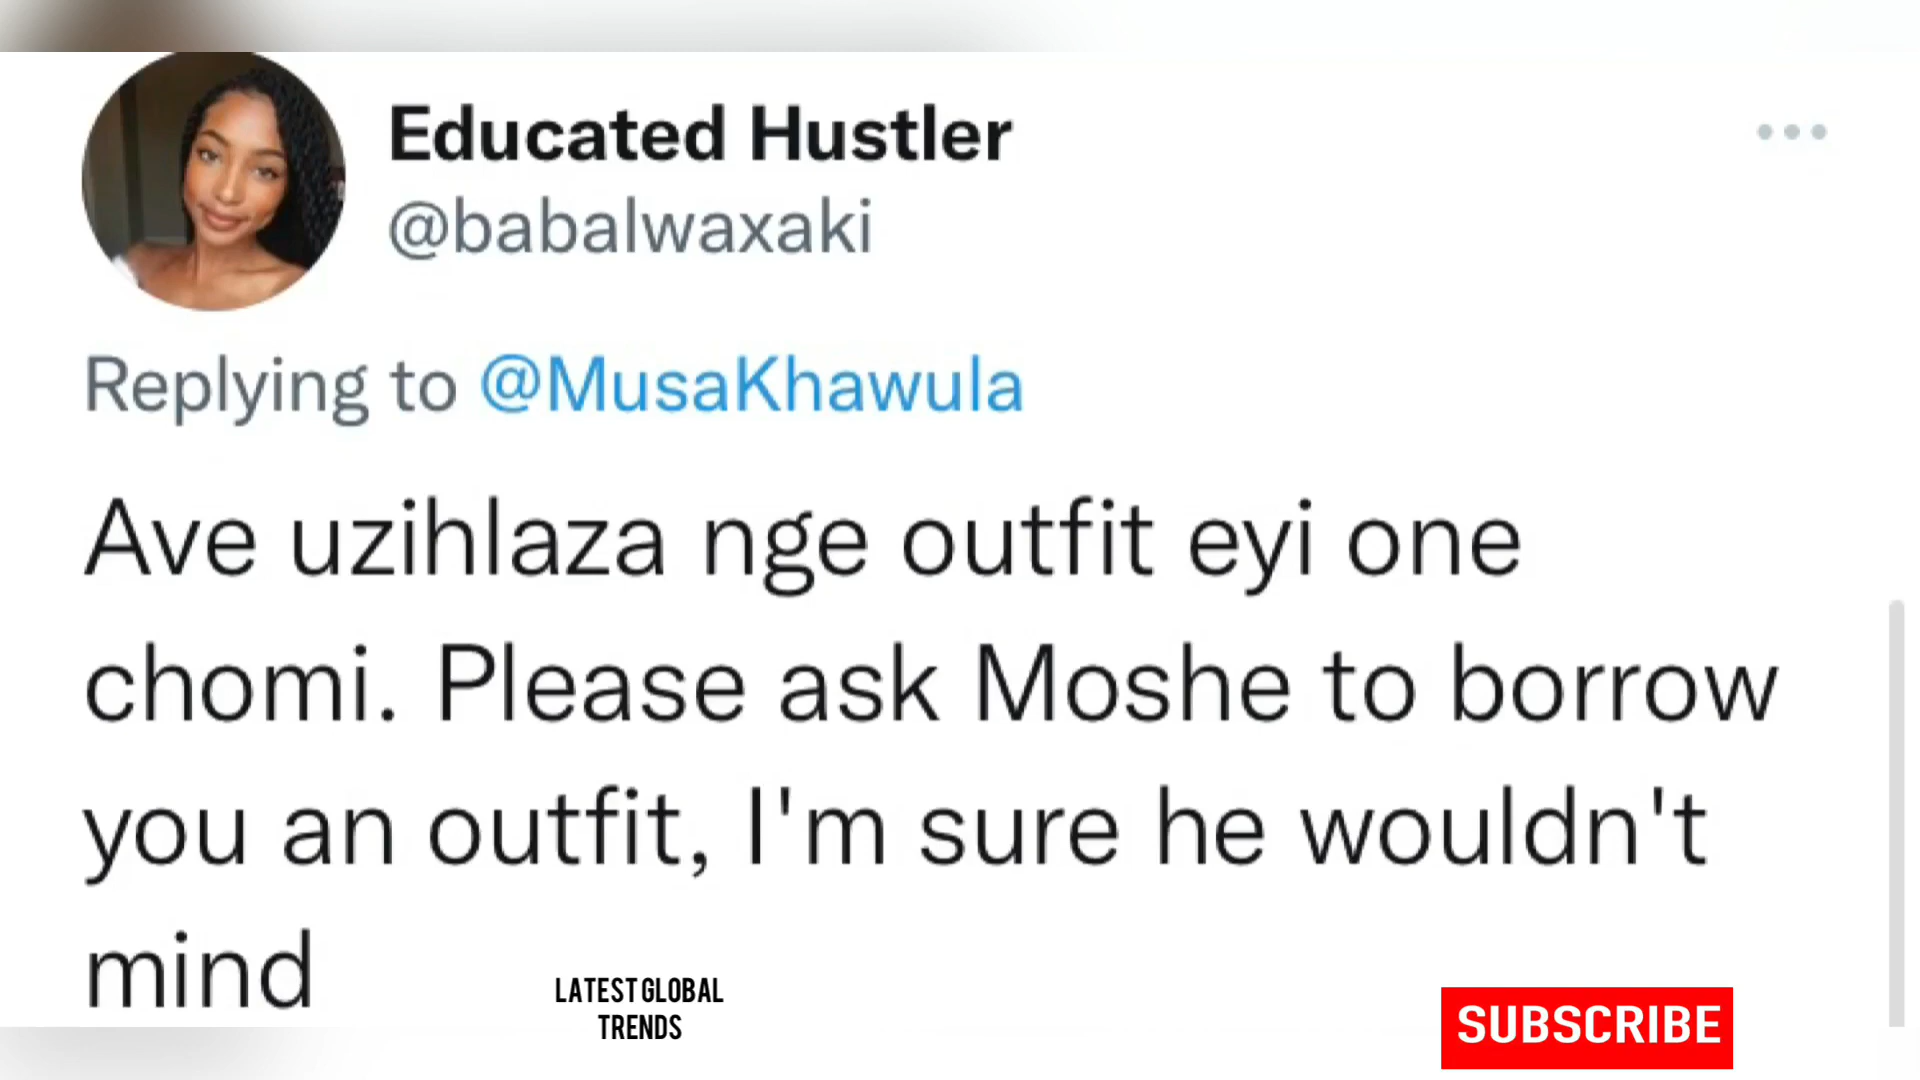 Educated Hustler
@babalwaxaki
Replying to @MusaKhawula
Ave uzihlaza nge outfit eyi one
chomi. Please ask Moshe to borrow
you an outfit, I'm sure he wouldn't
mind
LATEST GLOBAL
TRENDS
SUBSCRIBE